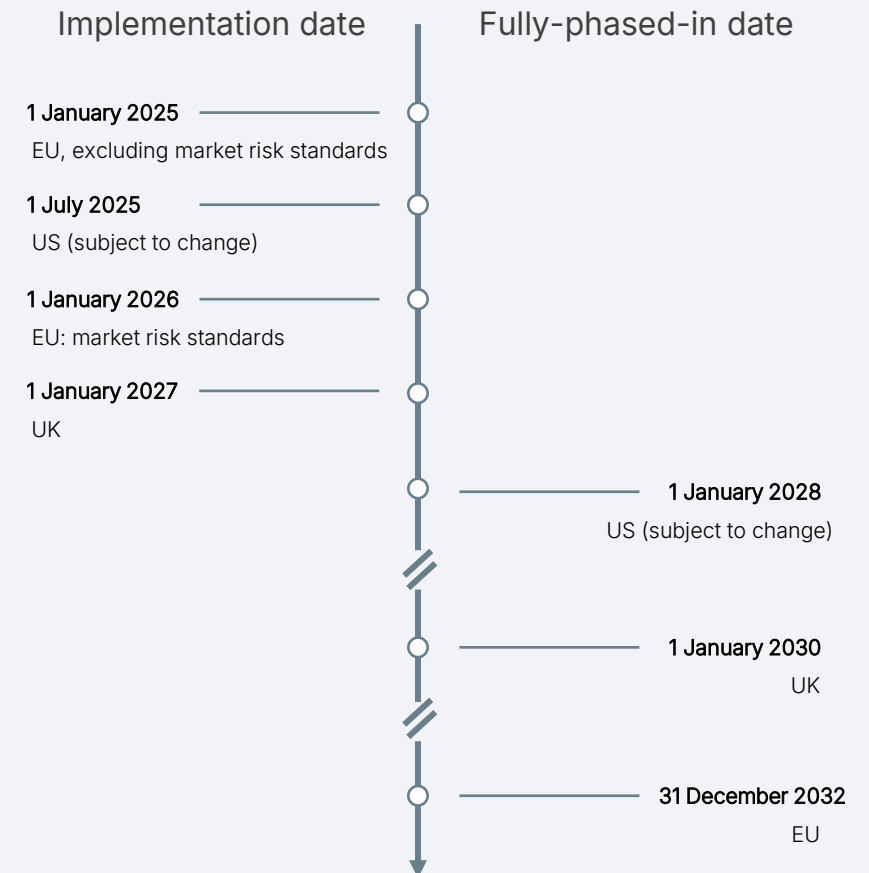 Implementation date
Fully-phased-in date
1 January 2025
EU, excluding market risk standards
1 July 2025
US (subject to change)
1 January 2026
EU: market risk standards
1 January 2027
UK
1 January 2028
US (subject to change)
1 January 2030
UK
31 December 2032
EU